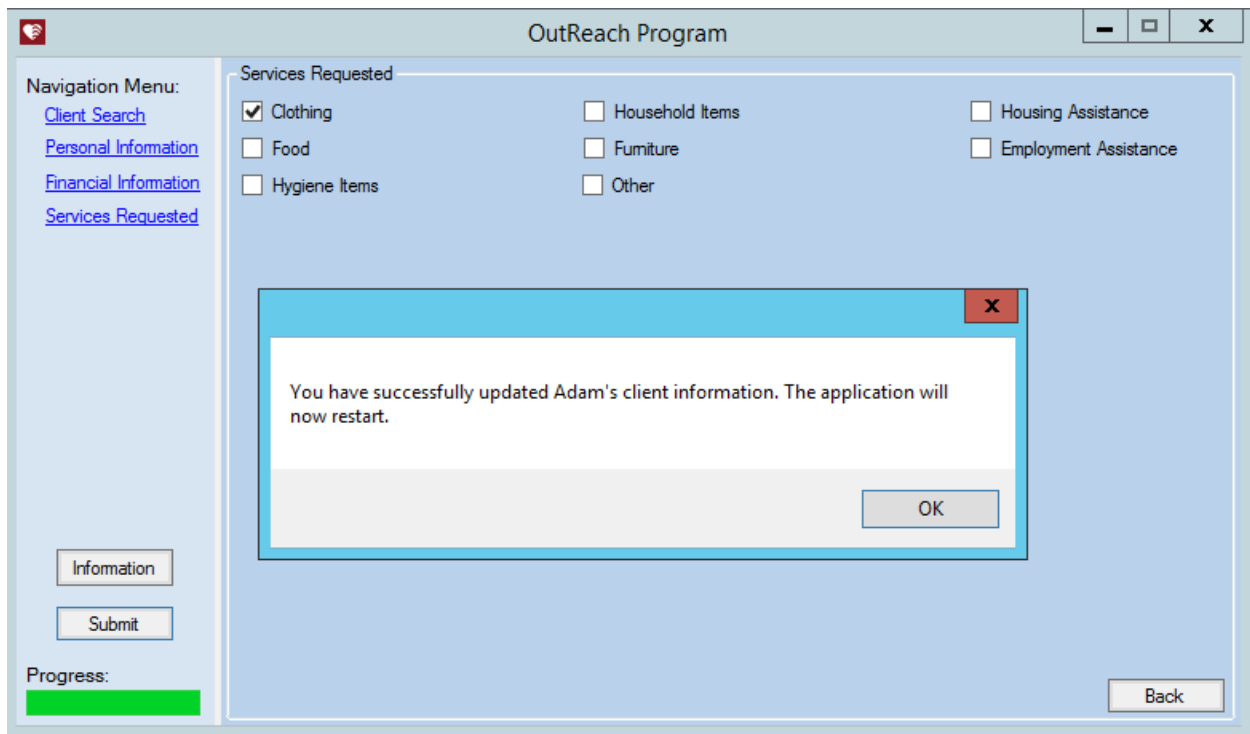 OutReach Program
Navigation Menu:
Client Search
Personal Information
Financial Information
Services Requested
Services Requested
Clothing
Household Items
Housing Assistance
Food
Furniture
Employment Assistance
Hygiene Items
Other
X
You have successfully updated Adam's client information. The application will
now restart.
OK
Information
Submit
Progress:
Back